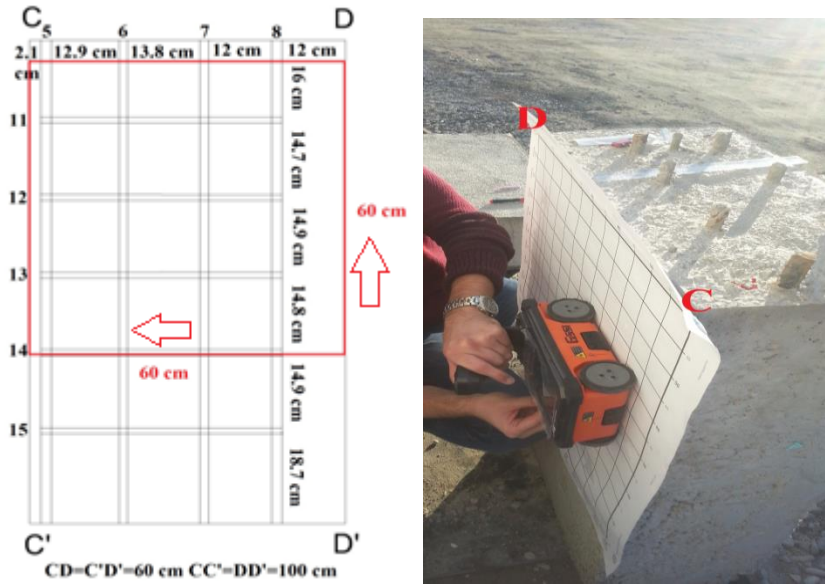 C D
5 6 7 8
2.1 cm 12.9 cm 13.8 cm 12 cm 12 cm
16 cm
11
14.7 cm
12
14.9 cm
60 cm
13
14.8 cm
14
60 cm
14.9 cm
15
18.7 cm
C' D'
CD=C'D'=60 cm CC'=DD'=100 cm
D
C